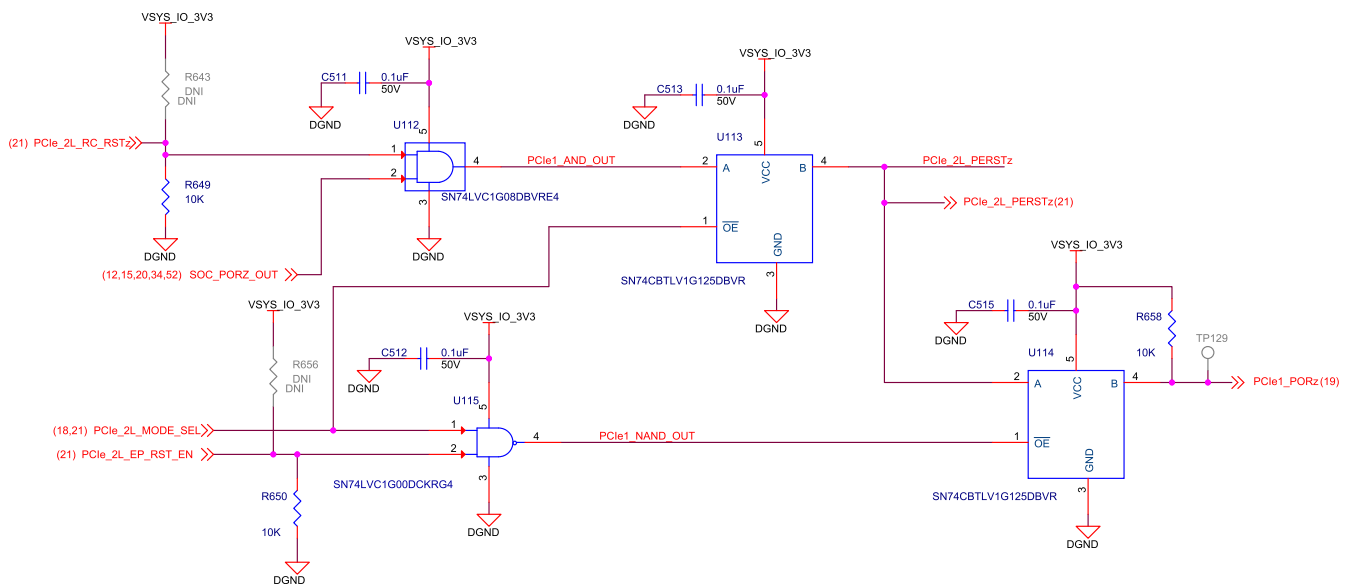 VSYS_IO_3V3
R643
DNI
DNI
(21) PCIe_2L_RC_RSTz
R649
10K
DGND
(12,15,20,34,52) SOC_PORZ_OUT
VSYS_IO_3V3
C511
0.1uF
50V
DGND
U112
5
1
2
4
3
SN74LVC1G08DBVRE4
DGND
PCIe1_AND_OUT
VSYS_IO_3V3
C513
0.1uF
50V
DGND
U113
5
2
A
VCC
B
4
1
OE
GND
3
SN74CBTLV1G125DBVR
DGND
PCIe_2L_PERSTz
PCIe_2L_PERSTz(21)
VSYS_IO_3V3
R656
DNI
DNI
(18,21) PCIe_2L_MODE_SEL
(21) PCIe_2L_EP_RST_EN
R650
10K
DGND
VSYS_IO_3V3
C512
0.1uF
50V
DGND
U115
5
1
2
4
3
SN74LVC1G00DCKRG4
DGND
PCIe1_NAND_OUT
VSYS_IO_3V3
C515
0.1uF
50V
DGND
R658
10K
TP129
U114
5
2
A
VCC
B
4
PCIe1_PORz(19)
1
OE
GND
3
SN74CBTLV1G125DBVR
DGND